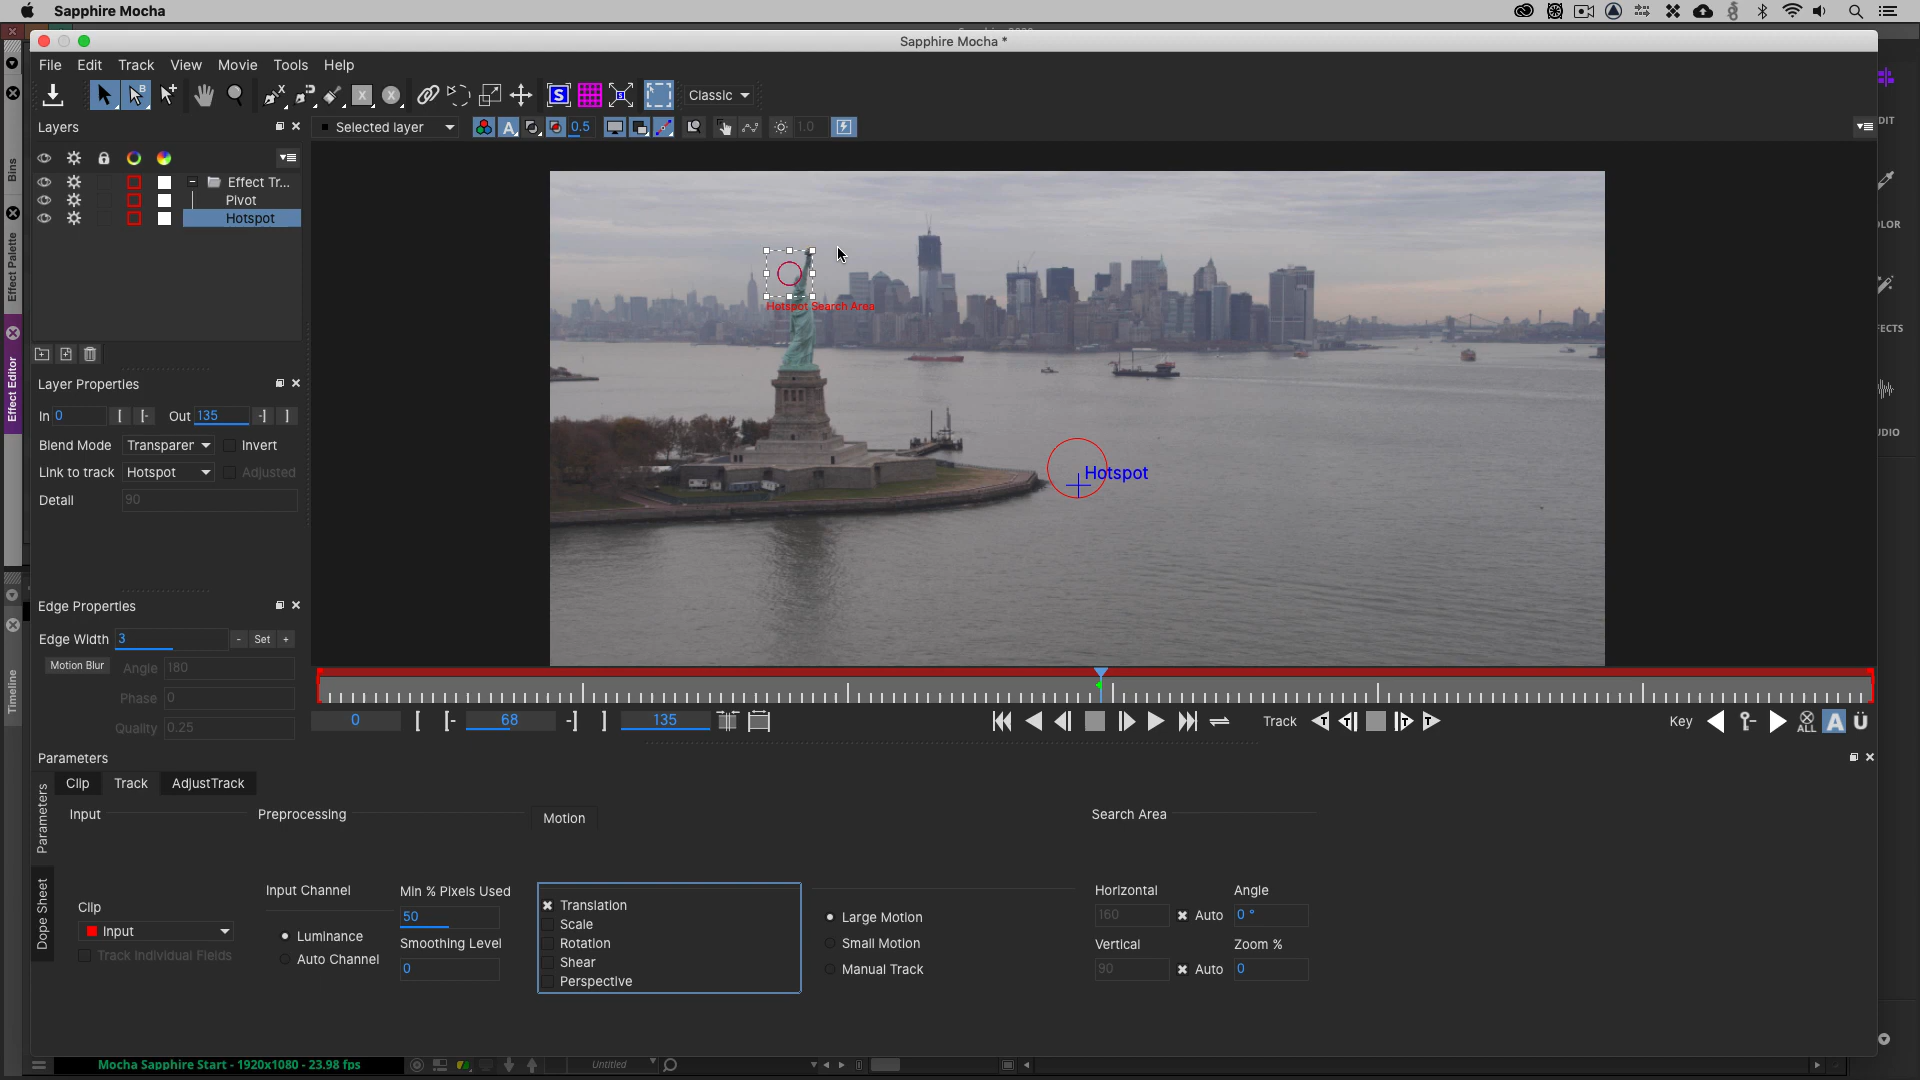 Sapphire Mocha
Sapphire Mocha *
File Edit Track View Movie Tools Help
Classic
Layers
Selected layer
0.5
1.0
Effect Tr...
Pivot
Hotspot
Bins
Effect Palette
Effect Editor
Timeline
Hotspot Search Area
Hotspot
Layer Properties
In 0 Out 135
Blend Mode Transparer Invert
Link to track Hotspot Adjusted
Detail 90
Edge Properties
Edge Width 3 - Set +
Motion Blur Angle 180
Phase 0
Quality 0.25
0 68 135 Track Key ALL A Ü
Parameters
Clip Track AdjustTrack
Parameters
Dope Sheet
Input Preprocessing Motion Search Area
Input Channel Min % Pixels Used Horizontal Angle
Clip 50 Translation Large Motion 160 Auto 0 °
Input Luminance Scale
Smoothing Level Rotation Small Motion Vertical Zoom %
Track Individual Fields Auto Channel 0 Shear Manual Track 90 Auto 0
Perspective
Mocha Sapphire Start - 1920x1080 - 23.98 fps
Untitled
DIT
LOR
FECTS
UDIO